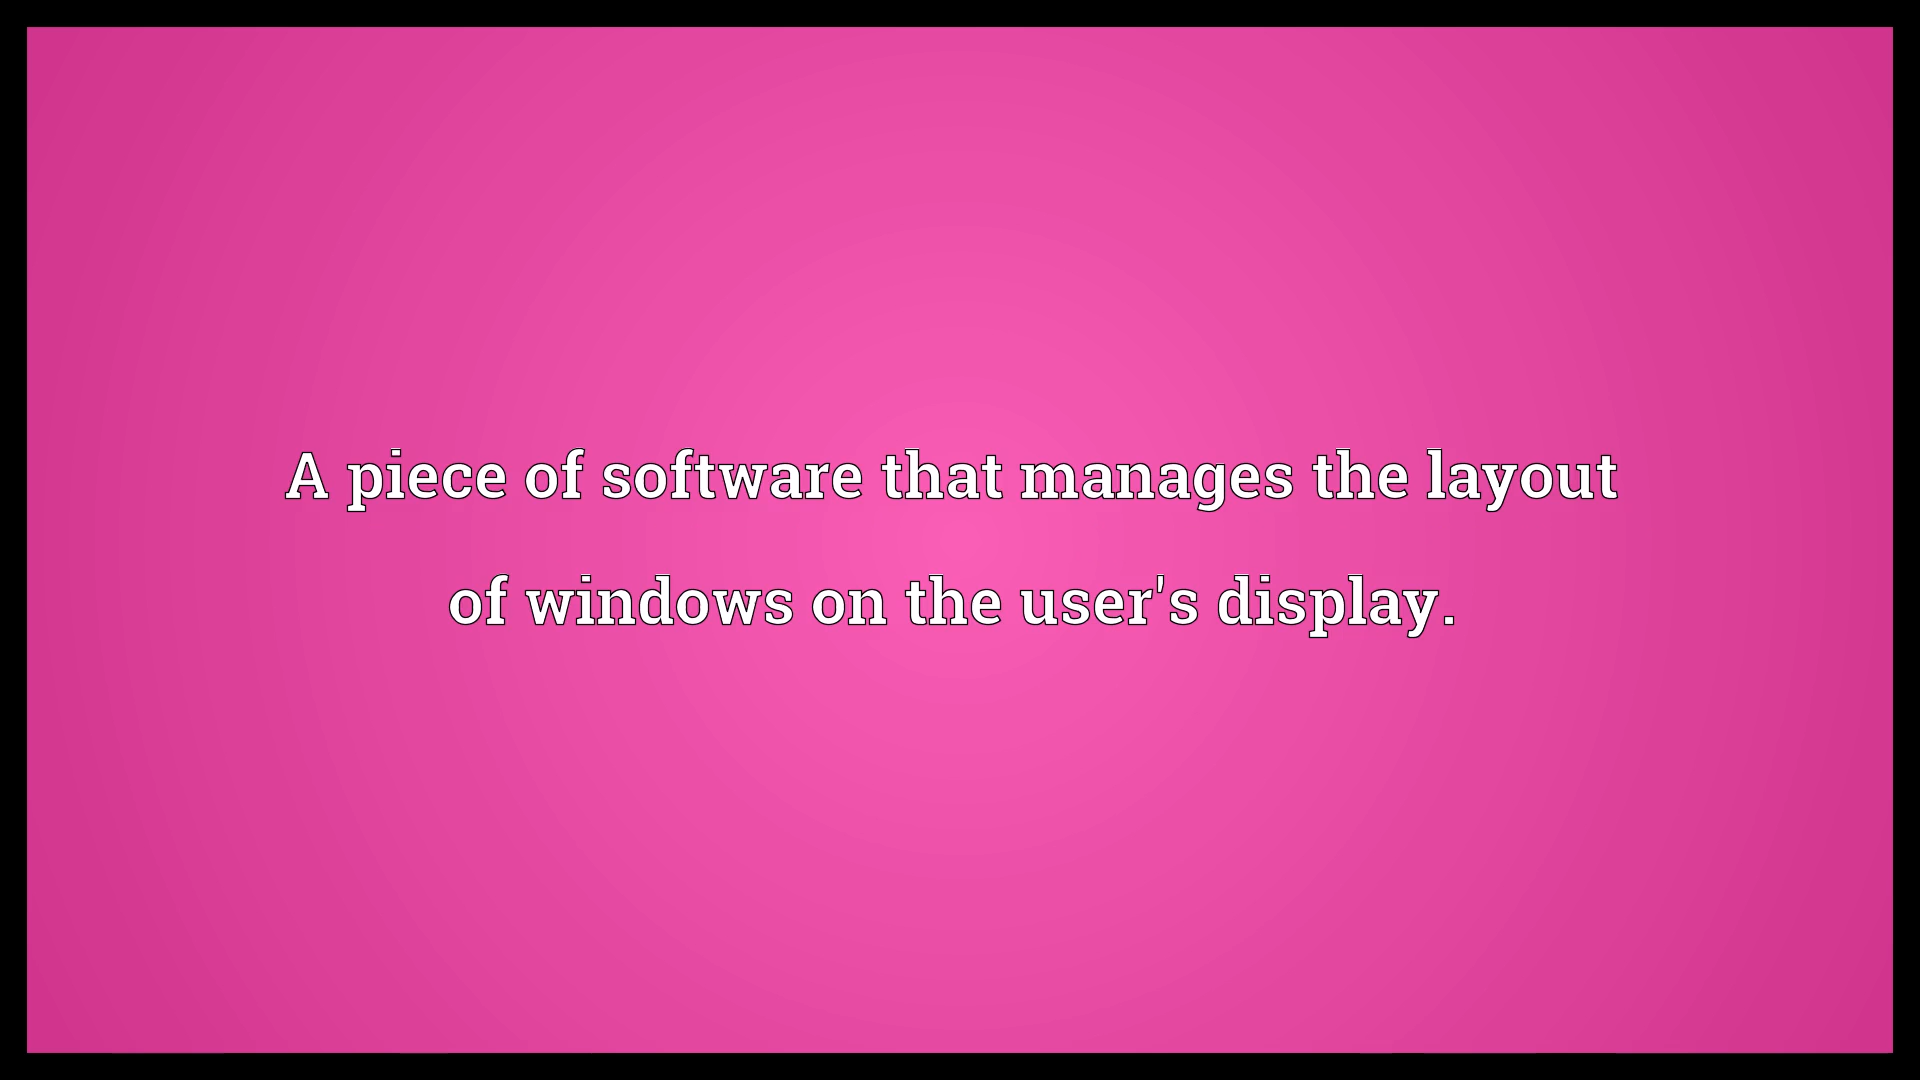 A piece of software that manages the layout
of windows on the user's display.